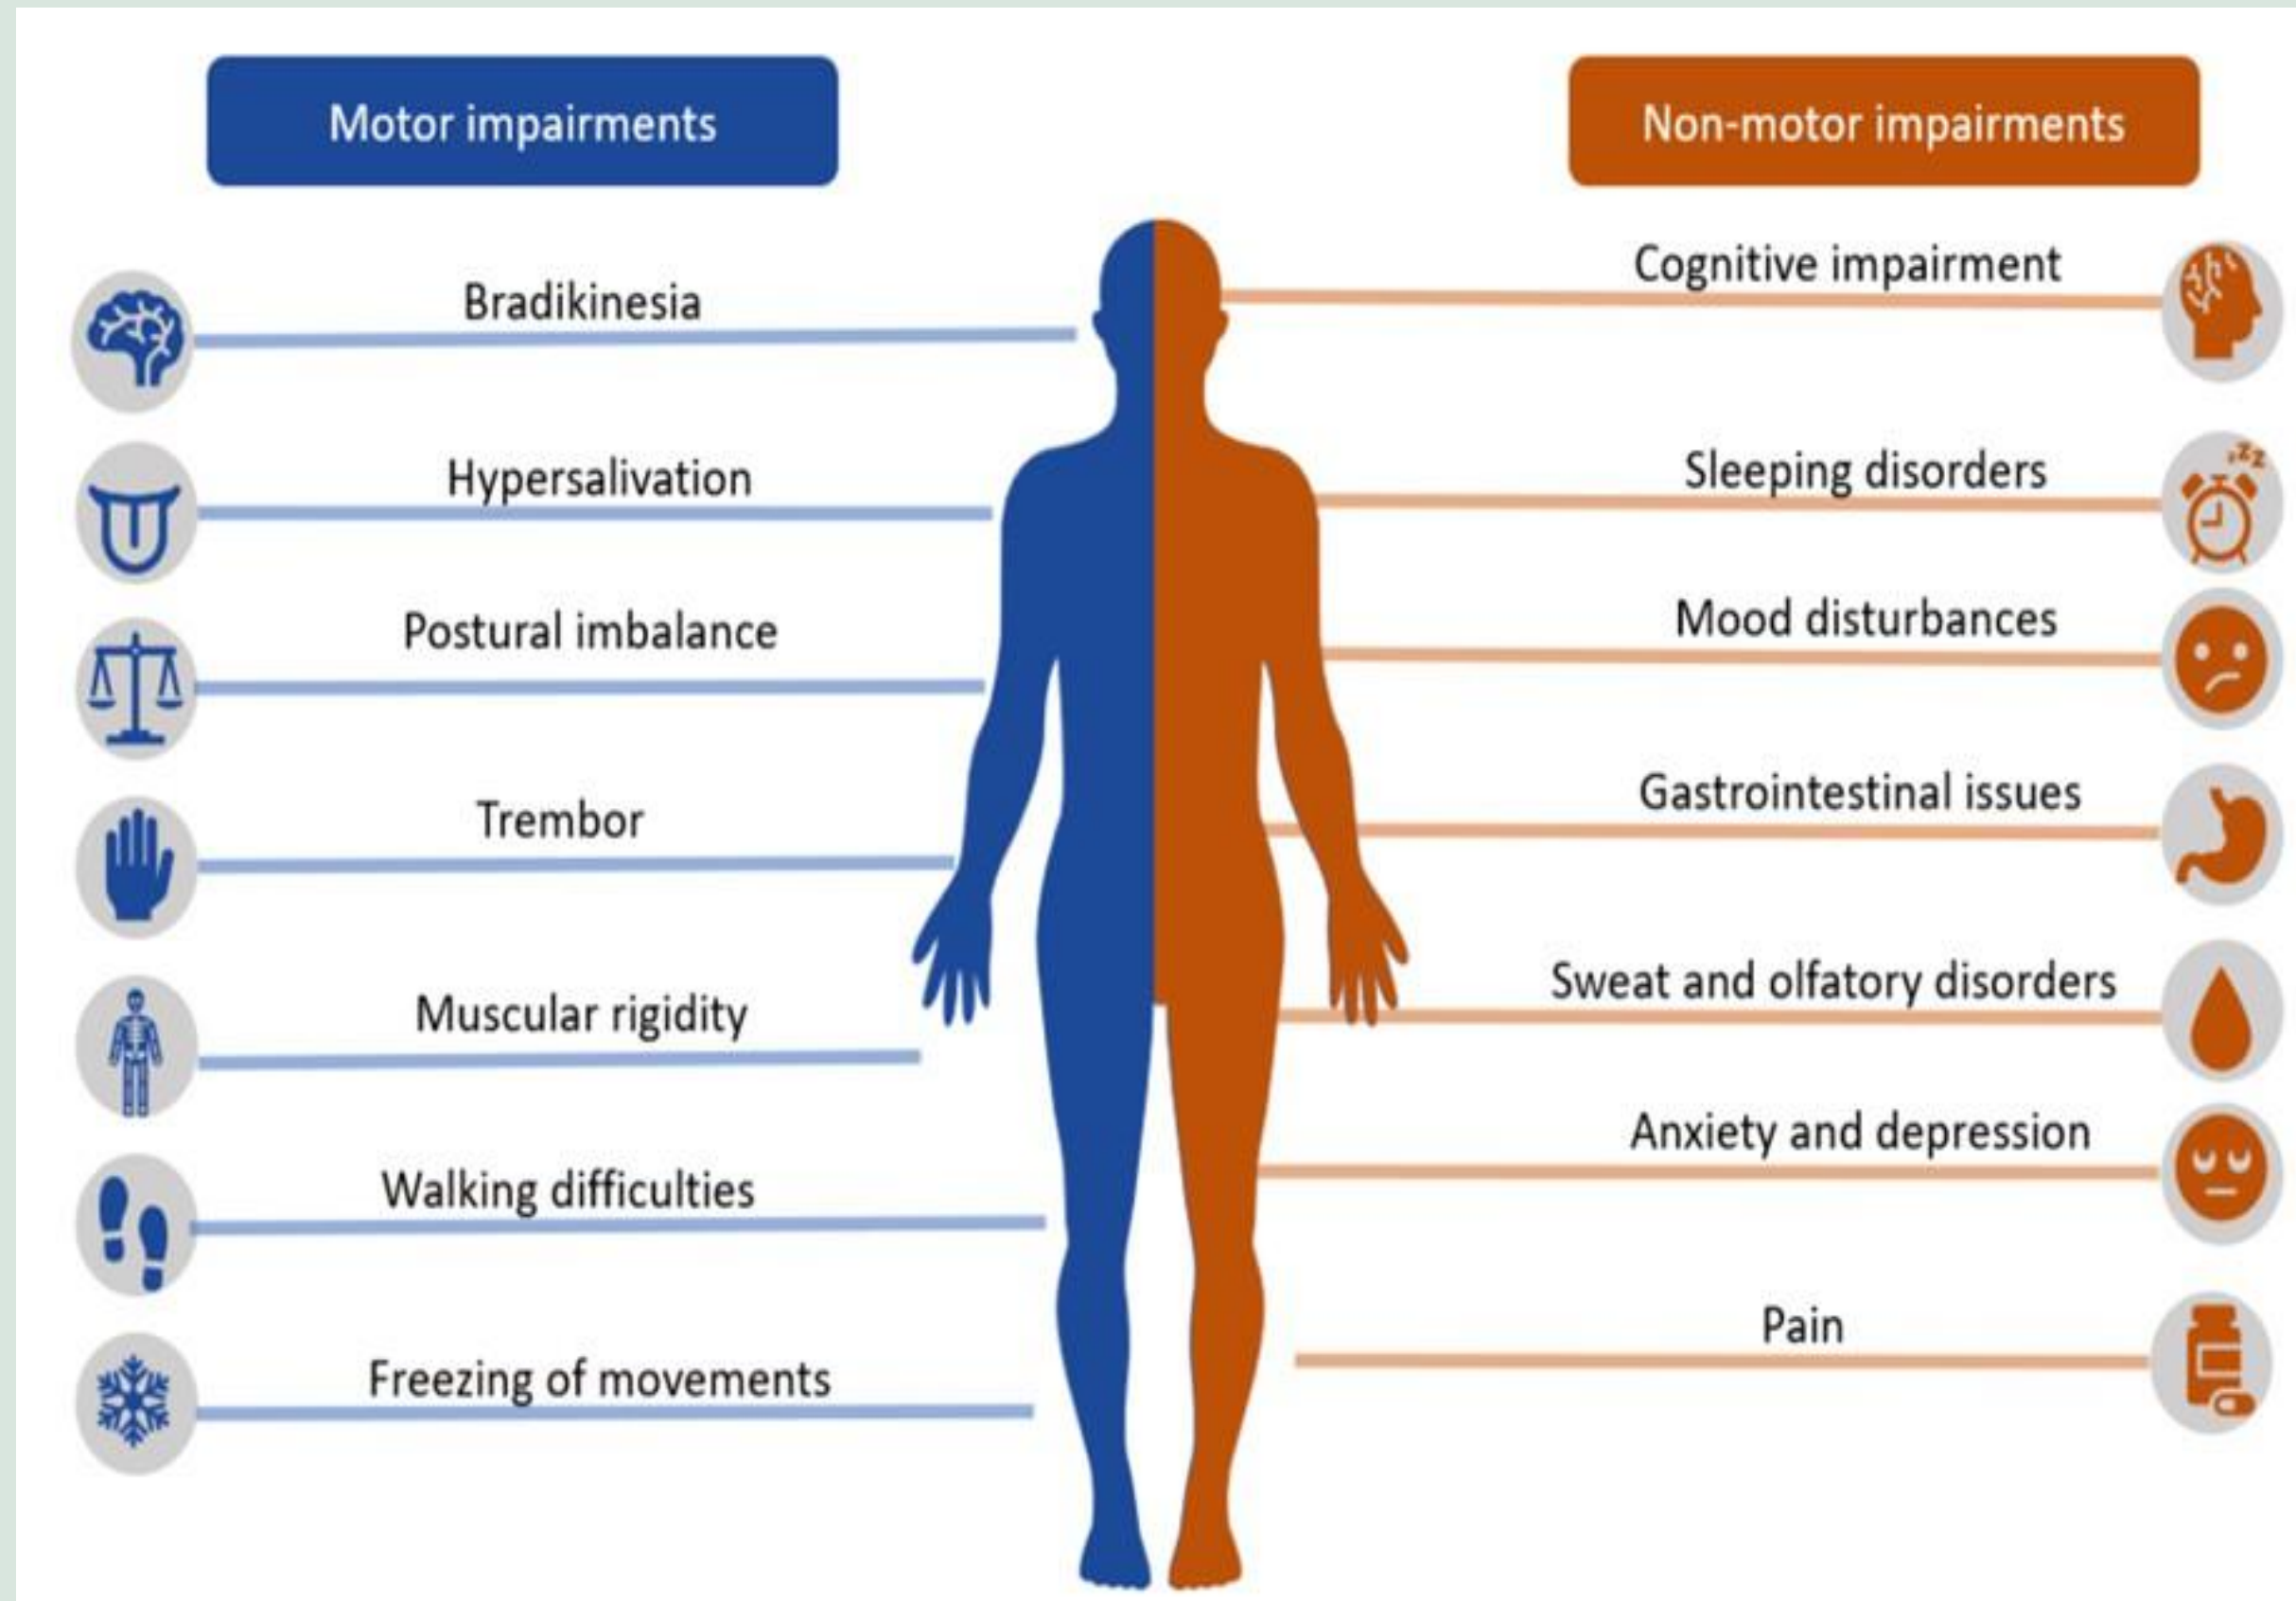 Motor impairments
Bradikinesia
Hypersalivation
Postural imbalance
Trembor
Muscular rigidity
Walking difficulties
Freezing of movements
Non-motor impairments
Cognitive impairment
Sleeping disorders
zzz
Mood disturbances
Gastrointestinal issues
Sweat and olfatory disorders
Anxiety and depression
Pain